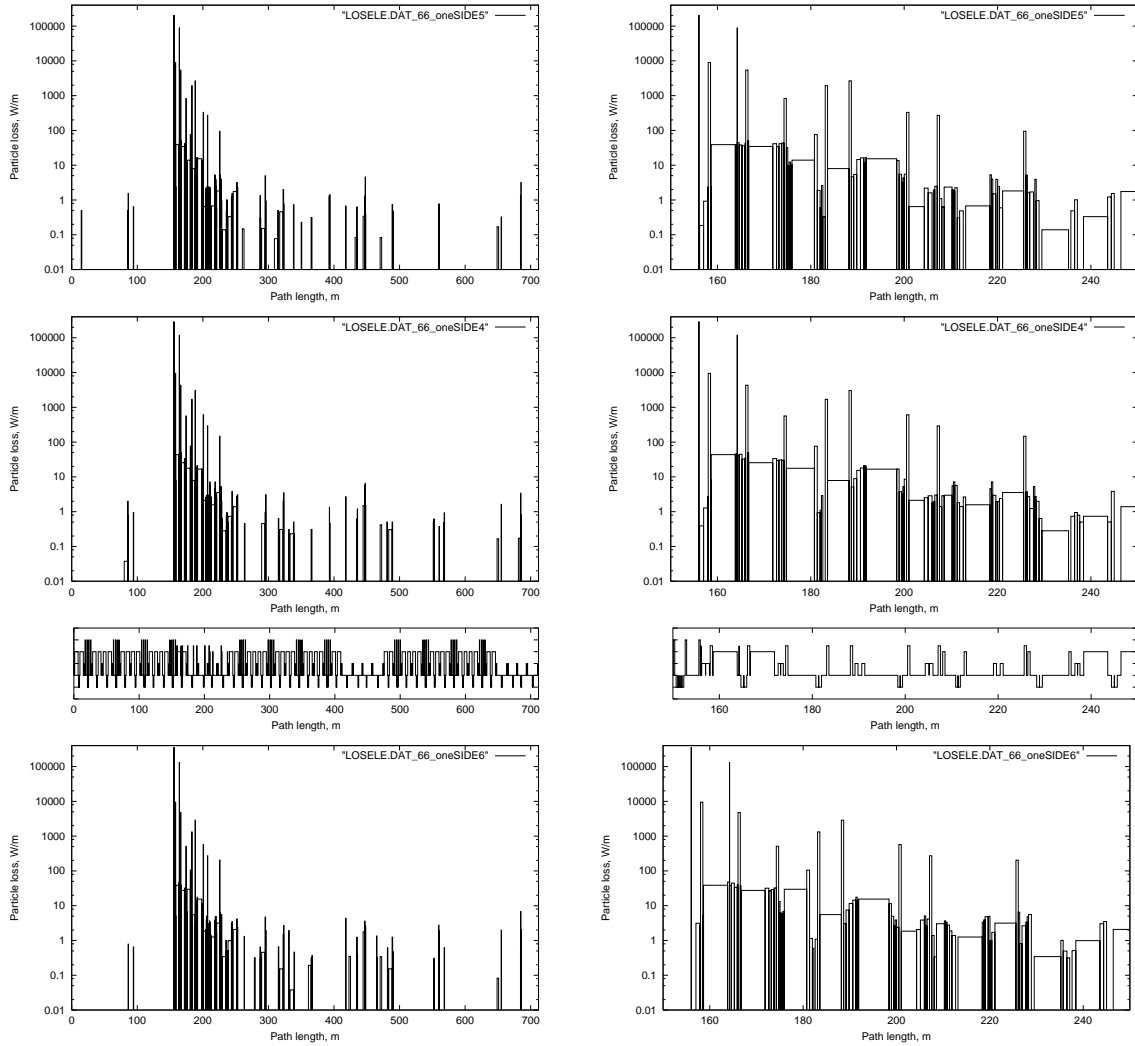 "LOSELE.DAT_66_oneSIDE5"
Particle loss, W/m
100000
10000
1000
100
10
1
0.1
0.01
0 100 200 300 400 500 600 700
Path length, m
"LOSELE.DAT_66_oneSIDE5"
Particle loss, W/m
100000
10000
1000
100
10
1
0.1
0.01
160 180 200 220 240
Path length, m
"LOSELE.DAT_66_oneSIDE4"
Particle loss, W/m
100000
10000
1000
100
10
1
0.1
0.01
0 100 200 300 400 500 600 700
Path length, m
"LOSELE.DAT_66_oneSIDE4"
Particle loss, W/m
100000
10000
1000
100
10
1
0.1
0.01
160 180 200 220 240
Path length, m
0 100 200 300 400 500 600 700
Path length, m
160 180 200 220 240
Path length, m
"LOSELE.DAT_66_oneSIDE6"
Particle loss, W/m
100000
10000
1000
100
10
1
0.1
0.01
0 100 200 300 400 500 600 700
Path length, m
"LOSELE.DAT_66_oneSIDE6"
Particle loss, W/m
100000
10000
1000
100
10
1
0.1
0.01
160 180 200 220 240
Path length, m